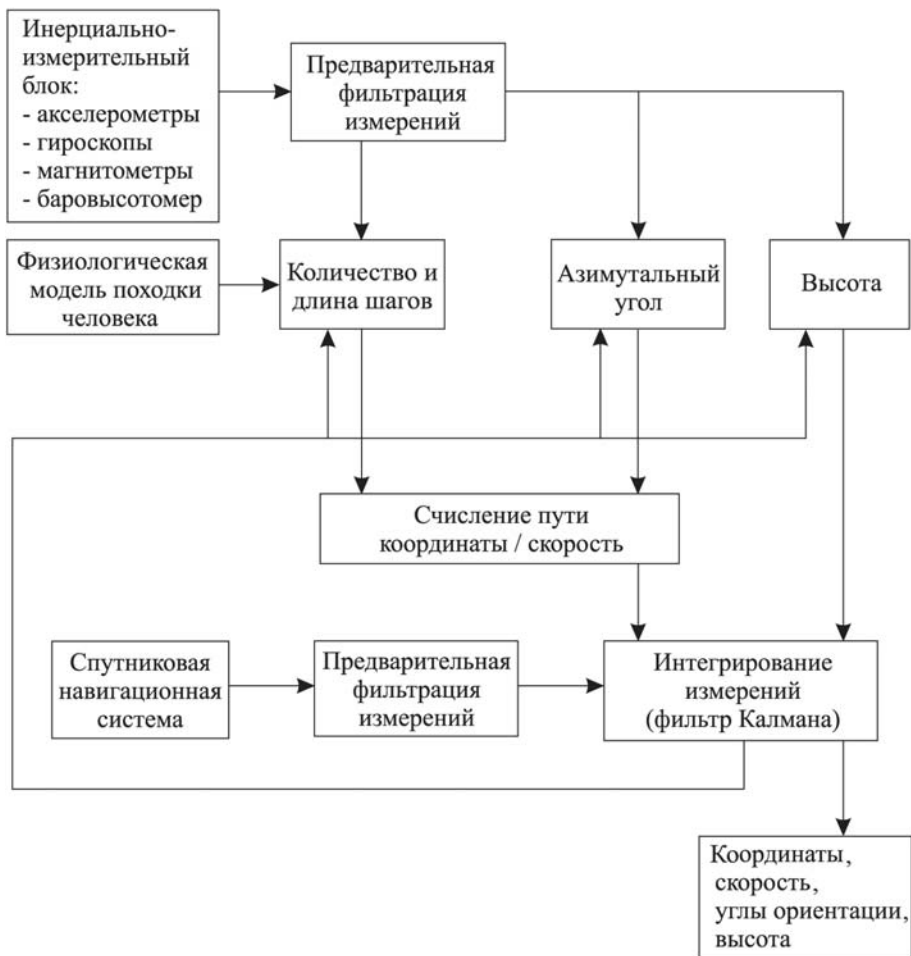 Инерциально-
измерительный
блок:
- акселерометры
- гироскопы
- магнитометры
- баровысотомер
Предварительная
фильтрация
измерений
Физиологическая
модель походки
человека
Количество и
длина шагов
Азимутальный
угол
Высота
Счисление пути
координаты / скорость
Спутниковая
навигационная
система
Предварительная
фильтрация
измерений
Интегрирование
измерений
(фильтр Калмана)
Координаты,
скорость,
углы ориентации,
высота